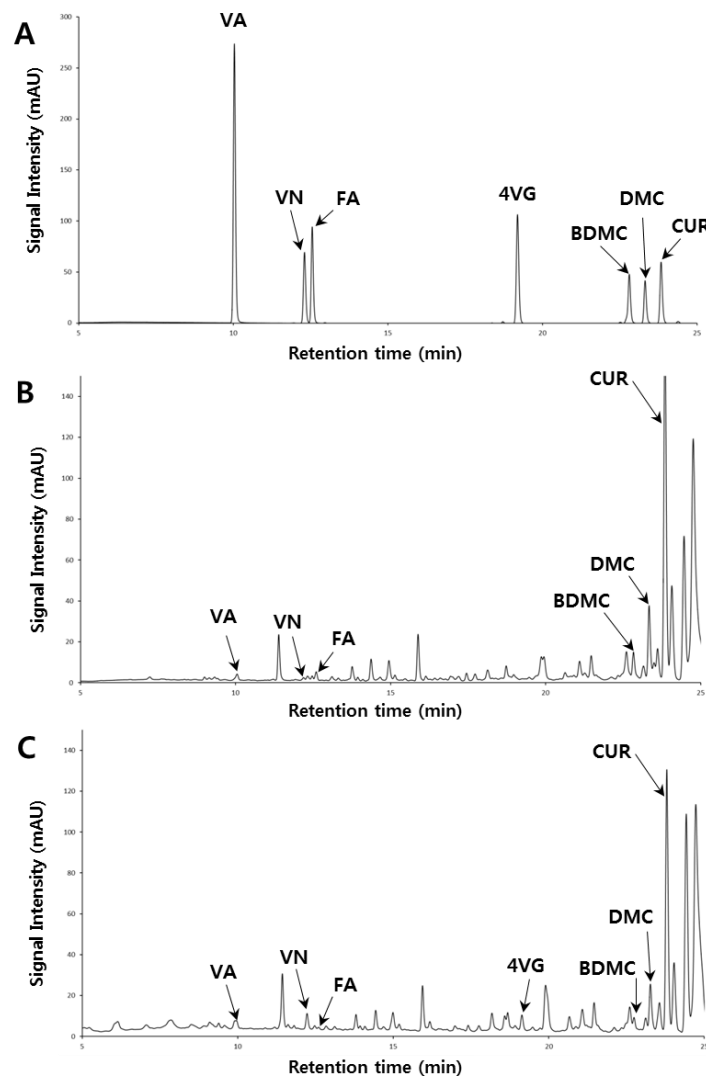 A
VA
300
250
200
150
100
50
0
VN
FA
4VG
BDMC
DMC
CUR
5
10
15
20
25
Signal Intensity (mAU)
Retention time (min)
B
140
120
100
80
60
40
20
0
VA
VN
FA
BDMC
DMC
CUR
5
10
15
20
25
Signal Intensity (mAU)
Retention time (min)
C
140
120
100
80
60
40
20
0
VA
VN
FA
4VG
BDMC
DMC
CUR
5
10
15
20
25
Signal Intensity (mAU)
Retention time (min)